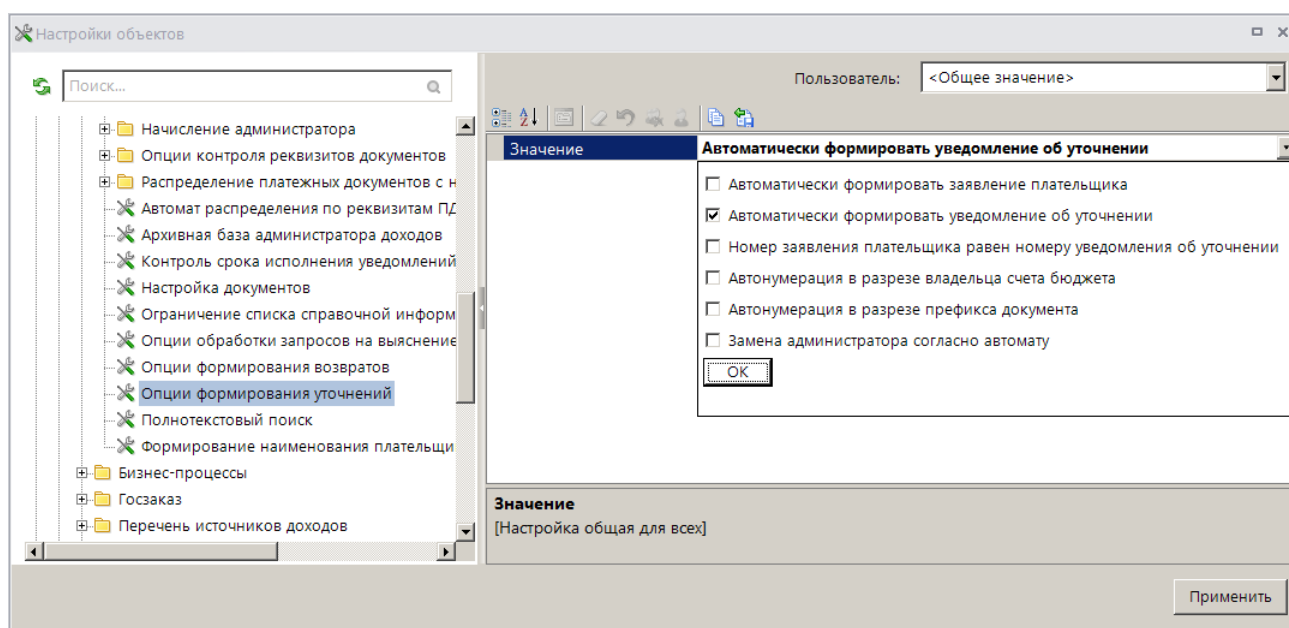 Настройки объектов
Поиск...
Начисление администратора
Опции контроля реквизитов документов
Распределение платежных документов с н
Автомат распределения по реквизитам ПД
Архивная база администратора доходов
Контроль срока исполнения уведомлений
Настройка документов
Ограничение списка справочной информ
Опции обработки запросов на выяснение
Опции формирования возвратов
Опции формирования уточнений
Полнотекстовый поиск
Формирование наименования плательщи
Бизнес-процессы
Госзаказ
Перечень источников доходов
Пользователь: <Общее значение>
Значение Автоматически формировать уведомление об уточнении
Автоматически формировать заявление плательщика
Автоматически формировать уведомление об уточнении
Номер заявления плательщика равен номеру уведомления об уточнении
Автонумерация в разрезе владельца счета бюджета
Автонумерация в разрезе префикса документа
Замена администратора согласно автомату
OK
Значение
[Настройка общая для всех]
Применить